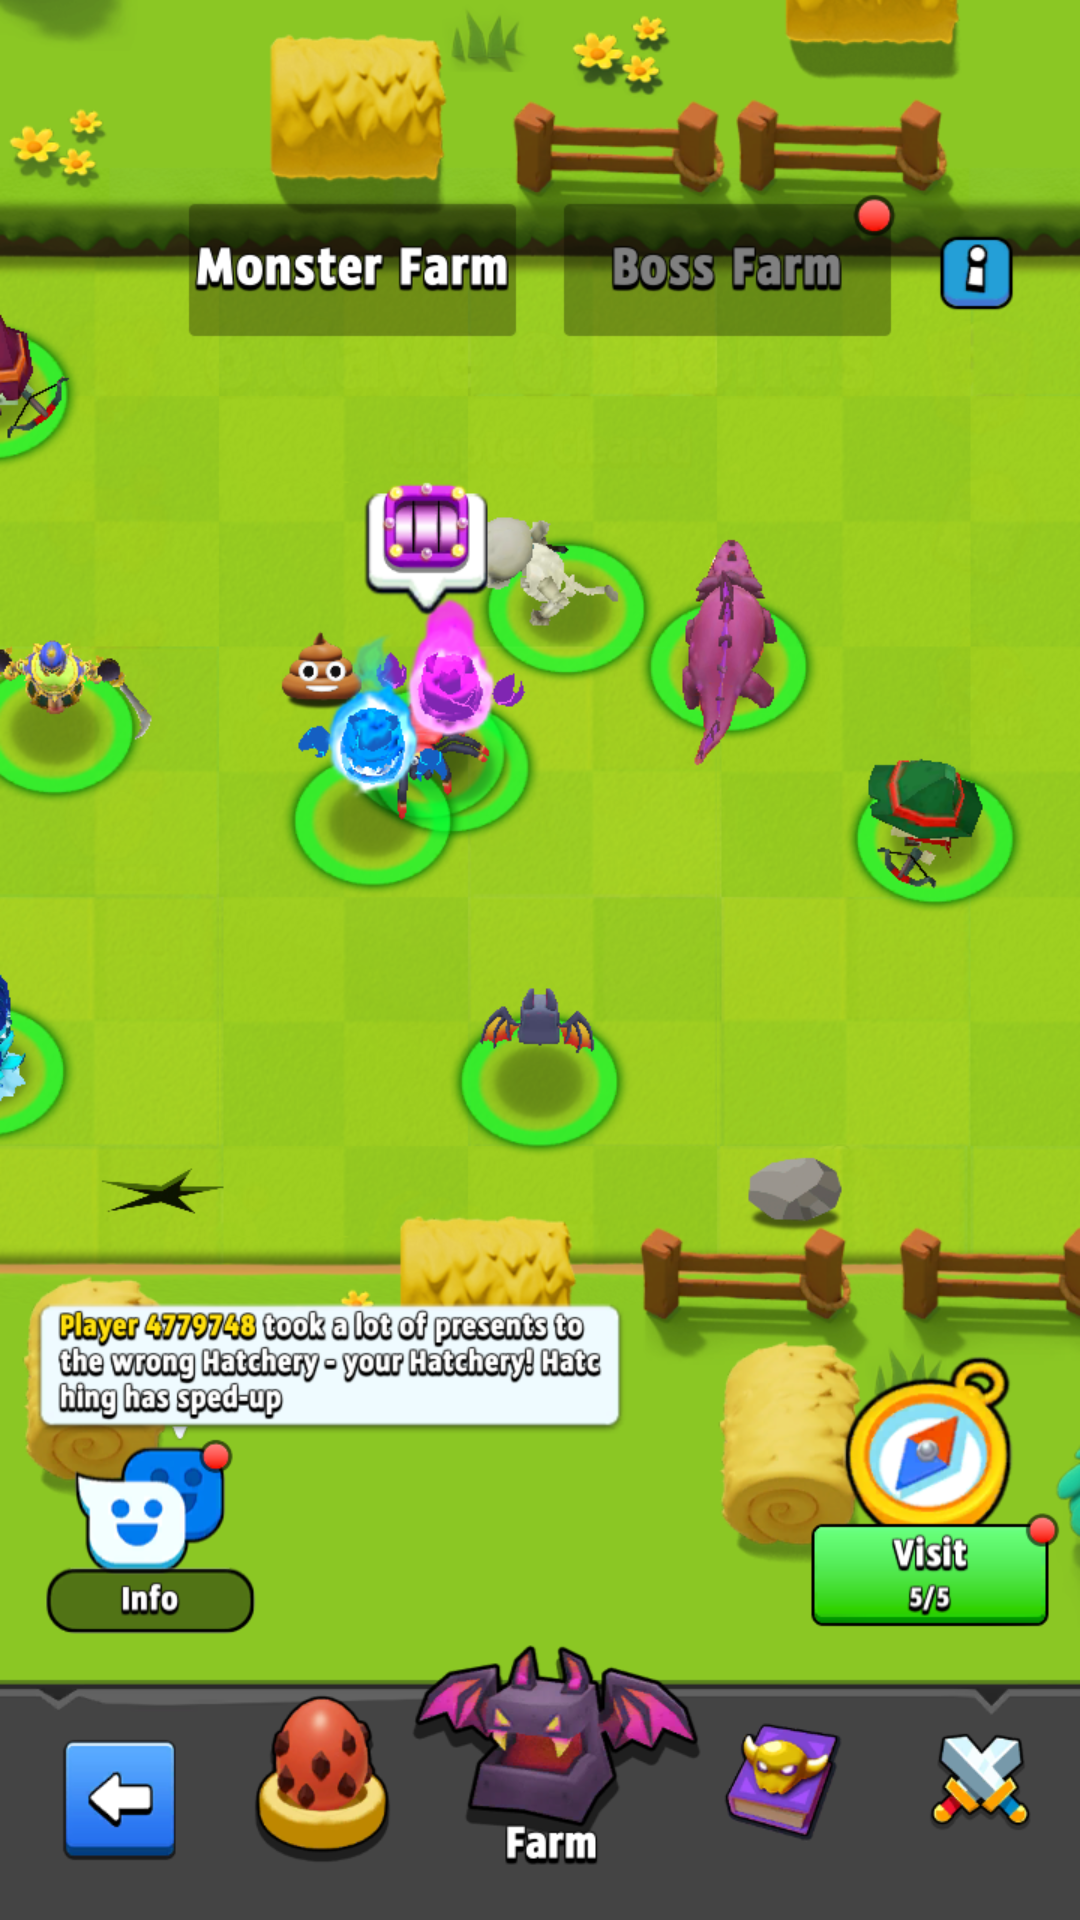 Monster Farm
Boss Farm
Player 4779748 took a lot of presents to
the wrong Hatchery - your Hatchery! Hatc
hing has sped-up
Info
Visit
5/5
Farm